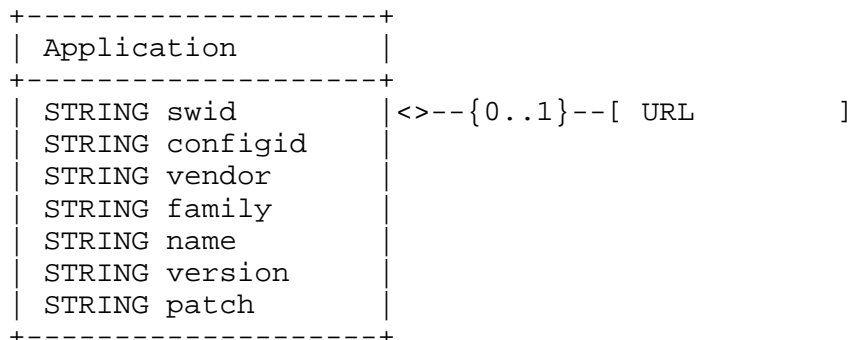 +--------------------+
| Application        |
+--------------------+
| STRING swid        |<>--{0..1}--[ URL        ]
| STRING configid    |
| STRING vendor      |
| STRING family      |
| STRING name        |
| STRING version     |
| STRING patch       |
+--------------------+